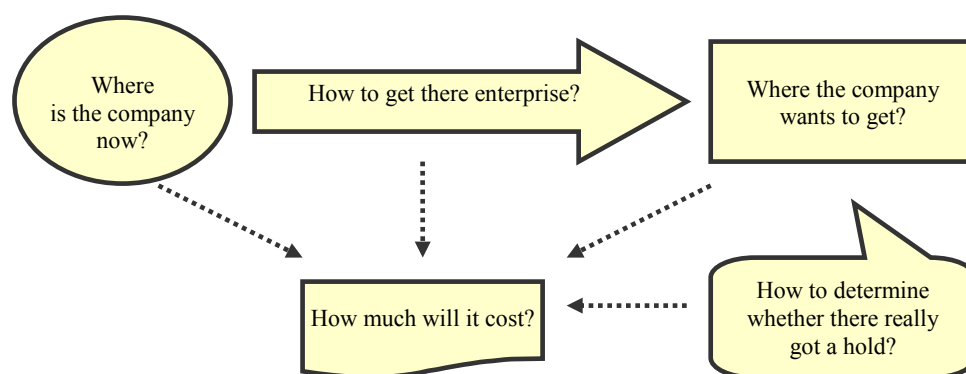 Where
is the company
now?
How to get there enterprise?
Where the company
wants to get?
How much will it cost?
How to determine
whether there really
got a hold?